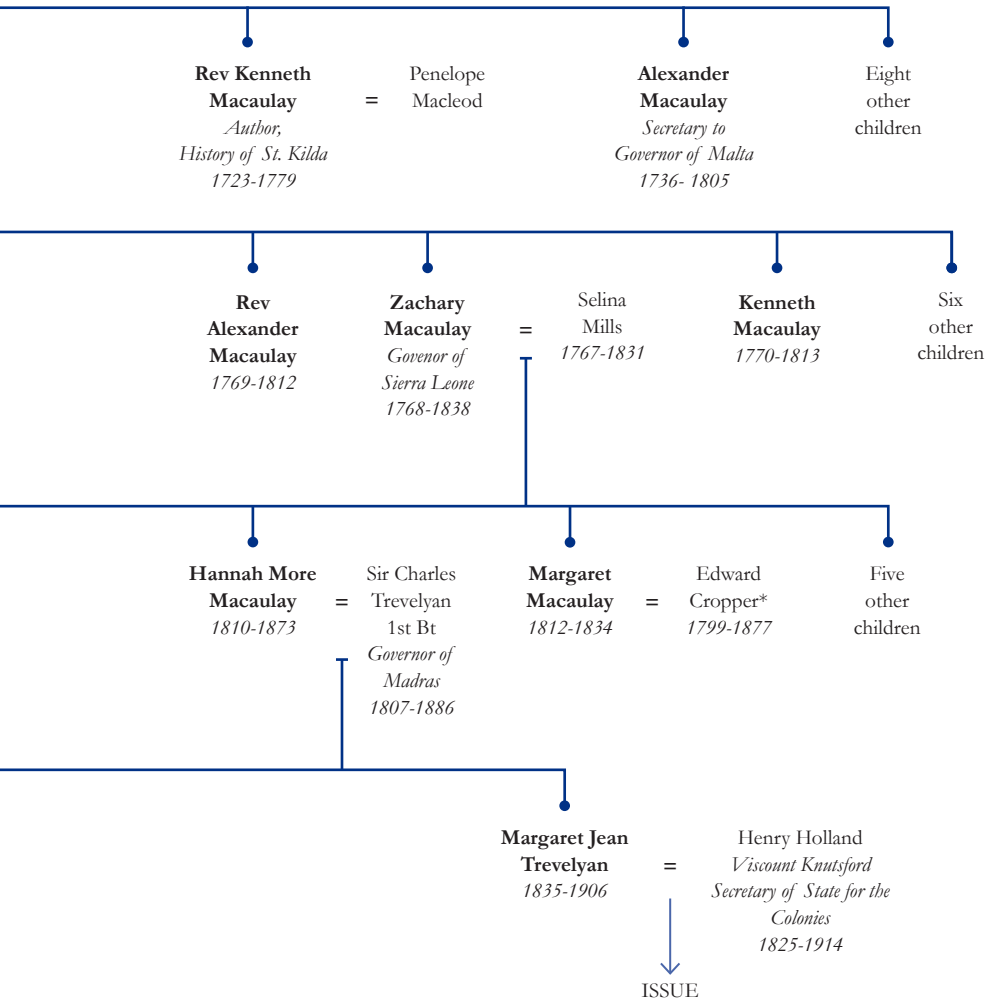 Rev Kenneth
Macaulay
Author,
History of St. Kilda
1723-1779
=
Penelope
Macleod
Alexander
Macaulay
Secretary to
Governor of Malta
1736- 1805
Eight
other
children
Rev
Alexander
Macaulay
1769-1812
Zachary
Macaulay
Govenor of
Sierra Leone
1768-1838
=
Selina
Mills
1767-1831
Kenneth
Macaulay
1770-1813
Six
other
children
Hannah More
Macaulay
1810-1873
=
Sir Charles
Trevelyan
1st Bt
Governor of
Madras
1807-1886
Margaret
Macaulay
1812-1834
=
Edward
Cropper*
1799-1877
Five
other
children
Margaret Jean
Trevelyan
1835-1906
=
Henry Holland
Viscount Knutsford
Secretary of State for the
Colonies
1825-1914
ISSUE